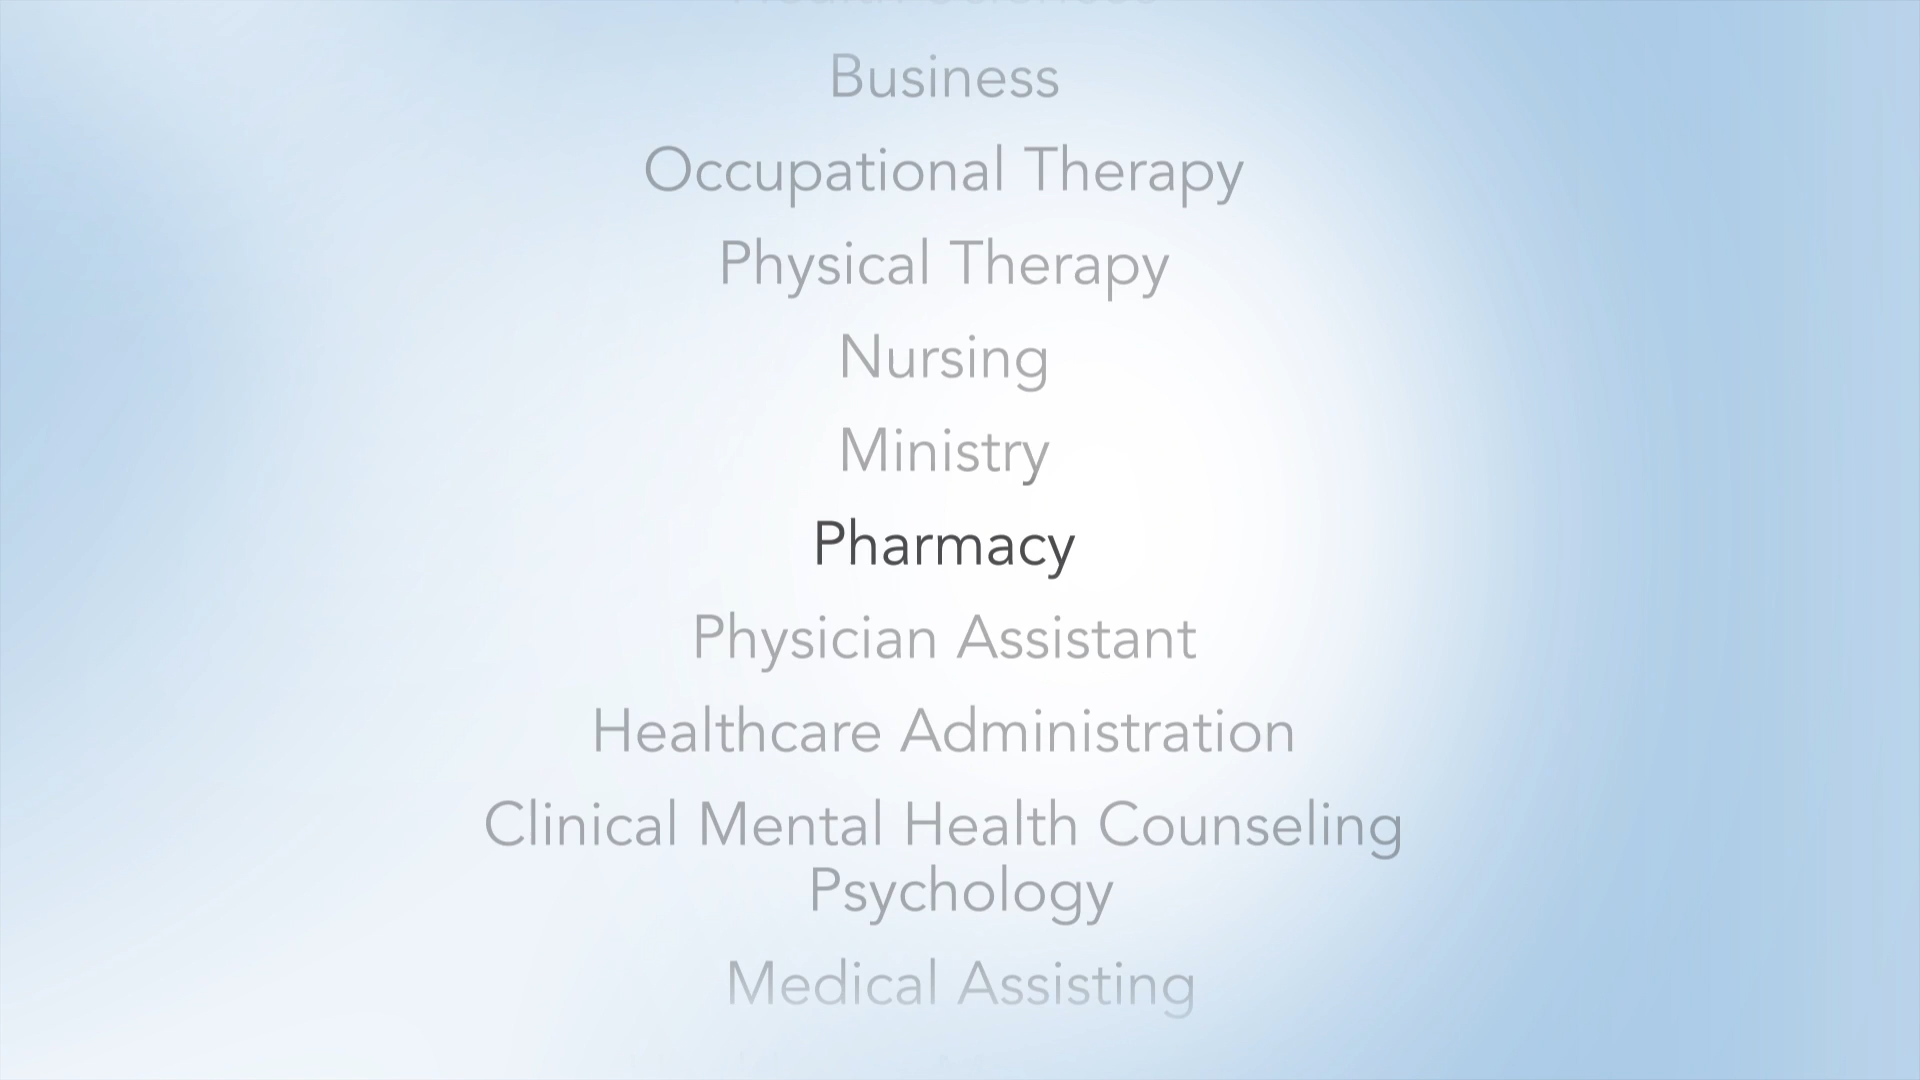 Business
Occupational Therapy
Physical Therapy
Nursing
Ministry
Pharmacy
Physician Assistant
Healthcare Administration
Clinical Mental Health Counseling
Psychology
Medical Assisting